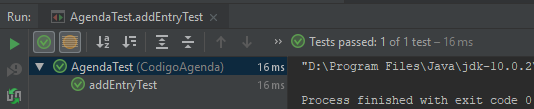 Run: AgendaTest.addEntryTest
Tests passed: 1 of 1 test – 16 ms
AgendaTest (CodigoAgenda) 16 ms
addEntryTest 16 ms
"D:\Program Files\Java\jdk-10.0.2
Process finished with exit code 0